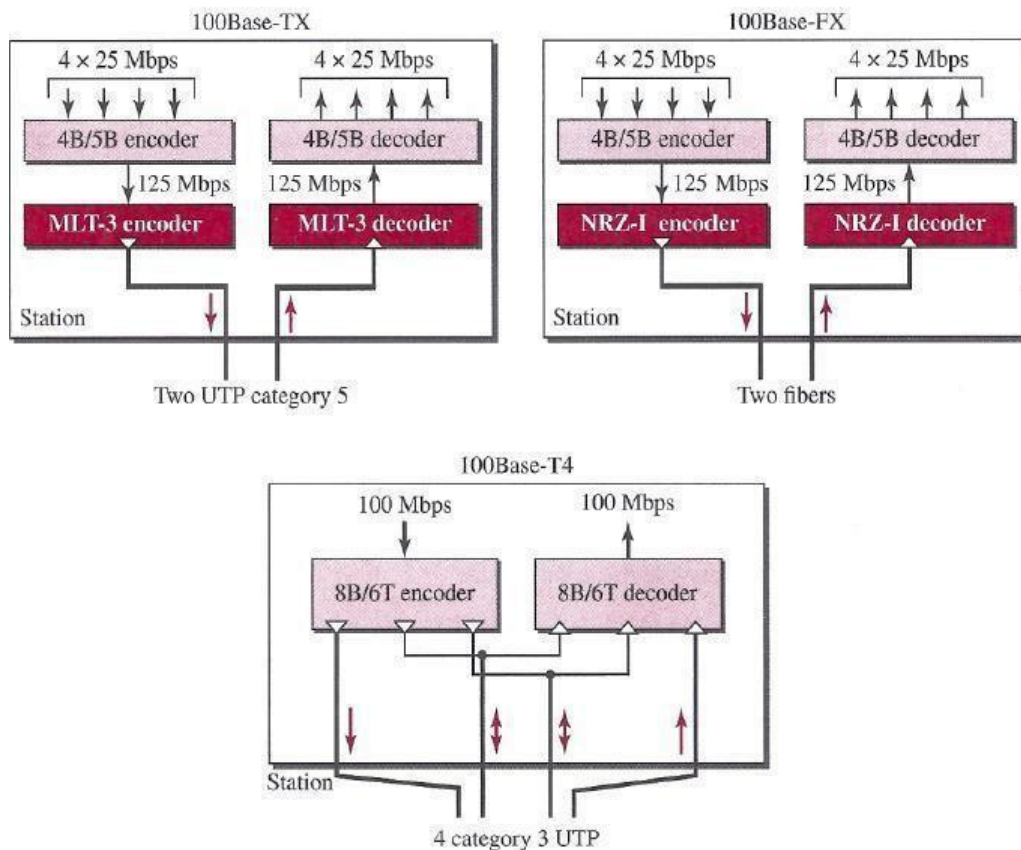 100Base-TX
4 × 25 Mbps
4 × 25 Mbps
4B/5B encoder
4B/5B decoder
125 Mbps
125 Mbps
MLT-3 encoder
MLT-3 decoder
Station
Two UTP category 5
100Base-FX
4 × 25 Mbps
4 × 25 Mbps
4B/5B encoder
4B/5B decoder
125 Mbps
125 Mbps
NRZ-I encoder
NRZ-I decoder
Station
Two fibers
100Base-T4
100 Mbps
100 Mbps
8B/6T encoder
8B/6T decoder
Station
4 category 3 UTP